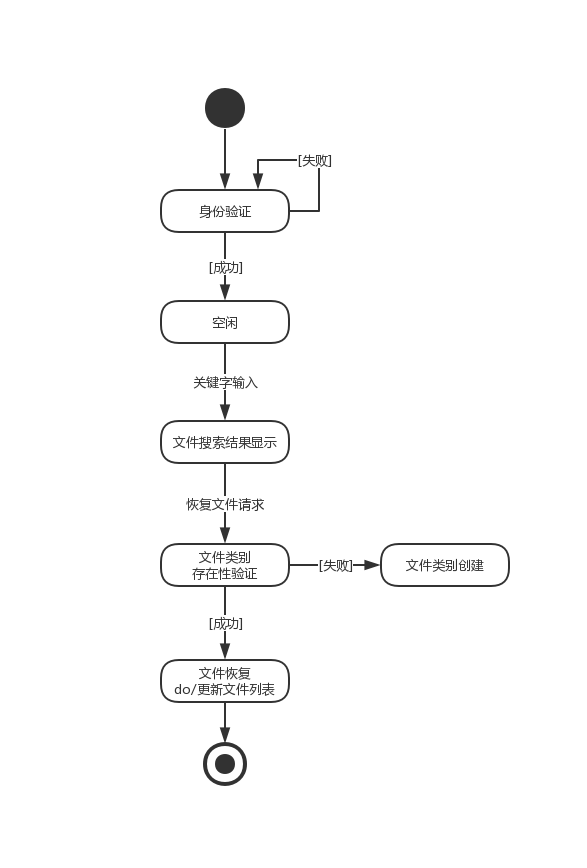 [失败]
身份验证
[成功]
空闲
关键字输入
文件搜索结果显示
恢复文件请求
文件类别
存在性验证
[失败]
文件类别创建
[成功]
文件恢复
do/更新文件列表